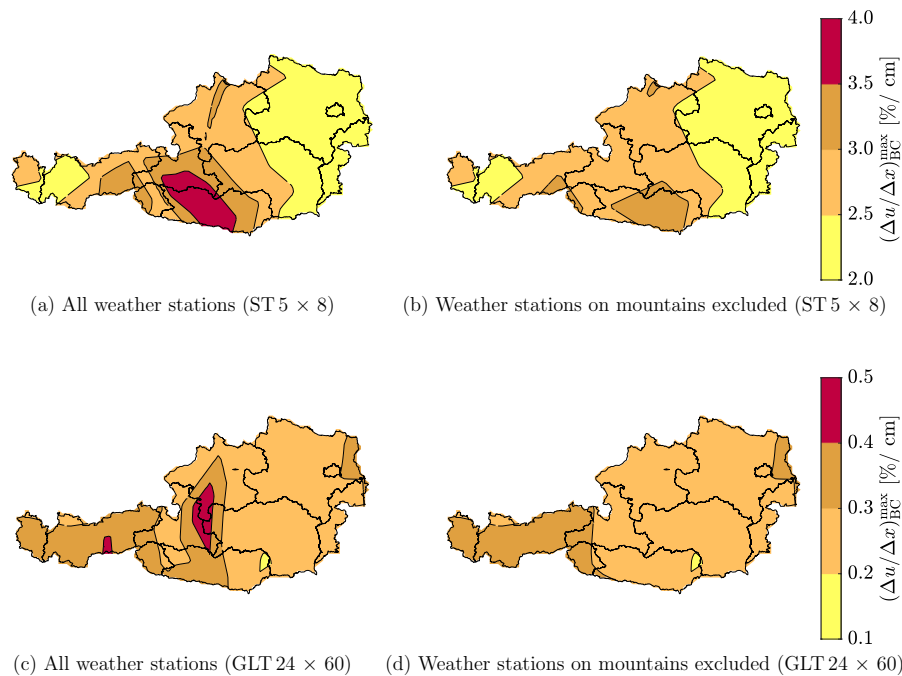 4.0
3.5
3.0
2.5
2.0
(Δu/Δx)^max_BC [%/ cm]
(a) All weather stations (ST 5 × 8)
(b) Weather stations on mountains excluded (ST 5 × 8)
0.5
0.4
0.3
0.2
0.1
(Δu/Δx)^max_BC [%/ cm]
(c) All weather stations (GLT 24 × 60)
(d) Weather stations on mountains excluded (GLT 24 × 60)